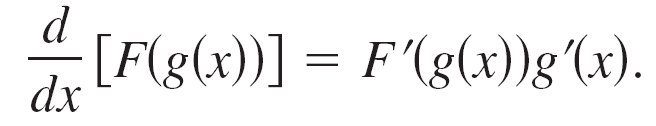 d/dx [F(g(x))] = F′(g(x))g′(x).